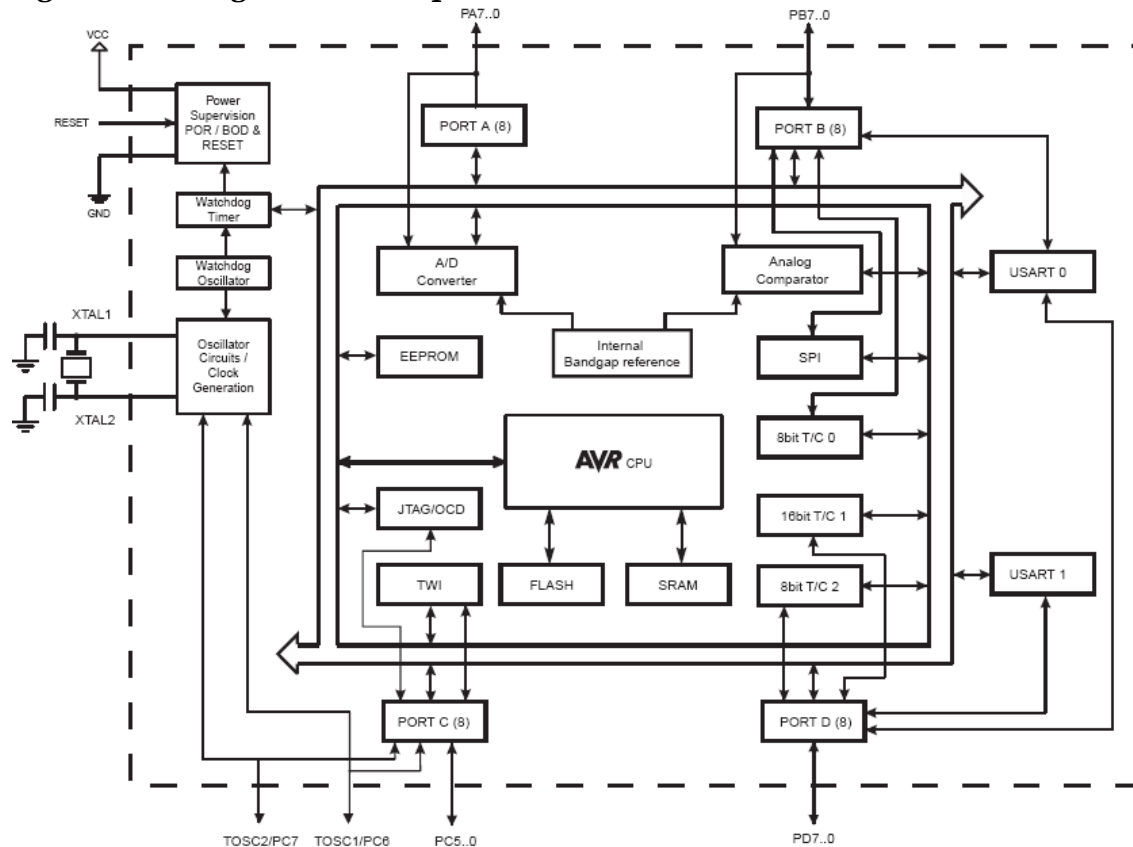 PA7..0
PB7..0
VCC
Power
Supervision
POR / BOD &
RESET
RESET
PORT A (8)
PORT B (8)
GND
Watchdog
Timer
Watchdog
Oscillator
A/D
Converter
Analog
Comparator
USART 0
XTAL1
Oscillator
Circuits /
Clock
Generation
XTAL2
EEPROM
Internal
Bandgap reference
SPI
AVR CPU
8bit T/C 0
JTAG/OCD
16bit T/C 1
TWI
FLASH
SRAM
8bit T/C 2
USART 1
PORT C (8)
PORT D (8)
TOSC2/PC7
TOSC1/PC6
PC5..0
PD7..0